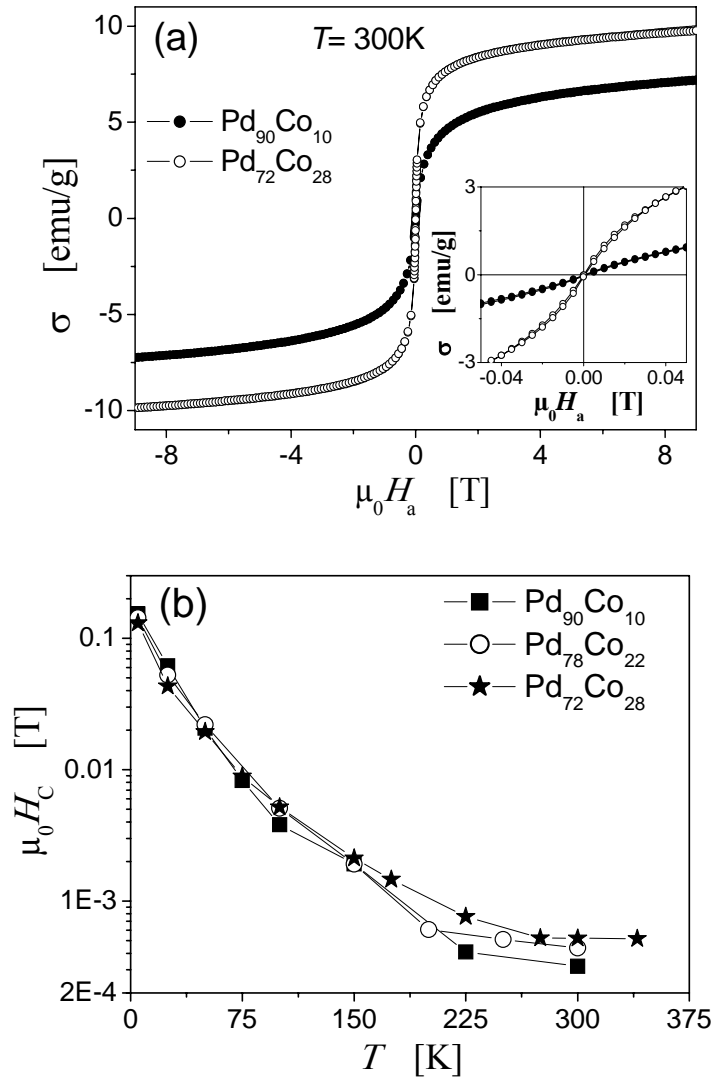 (a)
T= 300K
Pd90Co10
Pd72Co28
σ [emu/g]
10
5
0
-5
-10
-8
-4
0
4
8
μ0Ha [T]
3
0
-3
σ [emu/g]
-0.04
0.00
0.04
μ0Ha [T]
(b)
Pd90Co10
Pd78Co22
Pd72Co28
μ0HC [T]
0.1
0.01
1E-3
2E-4
0
75
150
225
300
375
T [K]